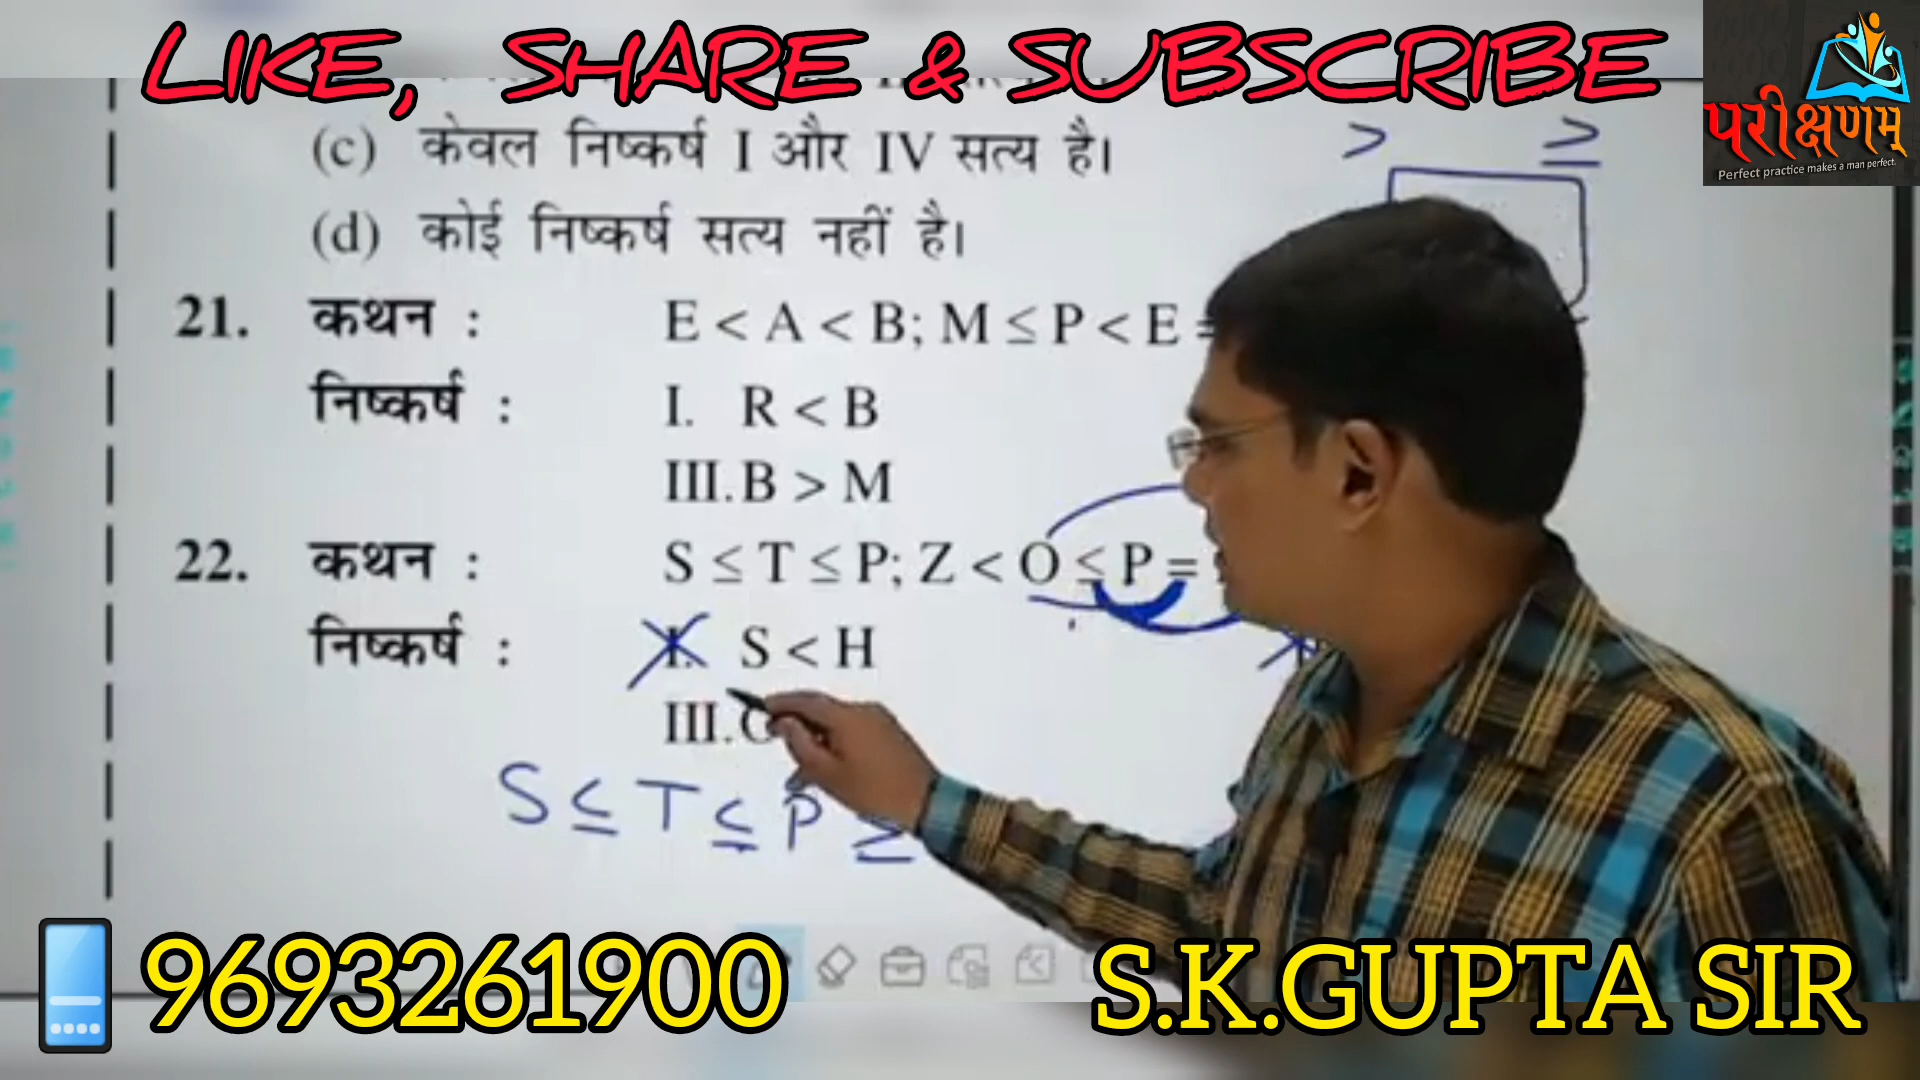 LIKE, SHARE & SUBSCRIBE
परीक्षणम्
Perfect practice makes a man perfect.
> ≥
(c) केवल निष्कर्ष I और IV सत्य है।
(d) कोई निष्कर्ष सत्य नहीं है।
21. कथन : E < A < B; M ≤ P < E =
निष्कर्ष : I. R < B
III. B > M
22. कथन : S ≤ T ≤ P; Z < O ≤ P =
निष्कर्ष : I. S < H
III.
S ≤ T ≤ P ≥
9693261900 S.K.GUPTA SIR